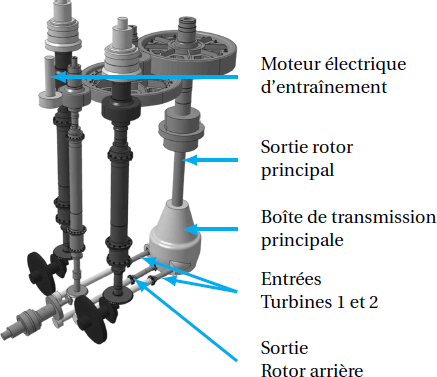 Moteur électrique
d'entraînement
Sortie rotor
principal
Boîte de transmission
principale
Entrées
Turbines 1 et 2
Sortie
Rotor arrière